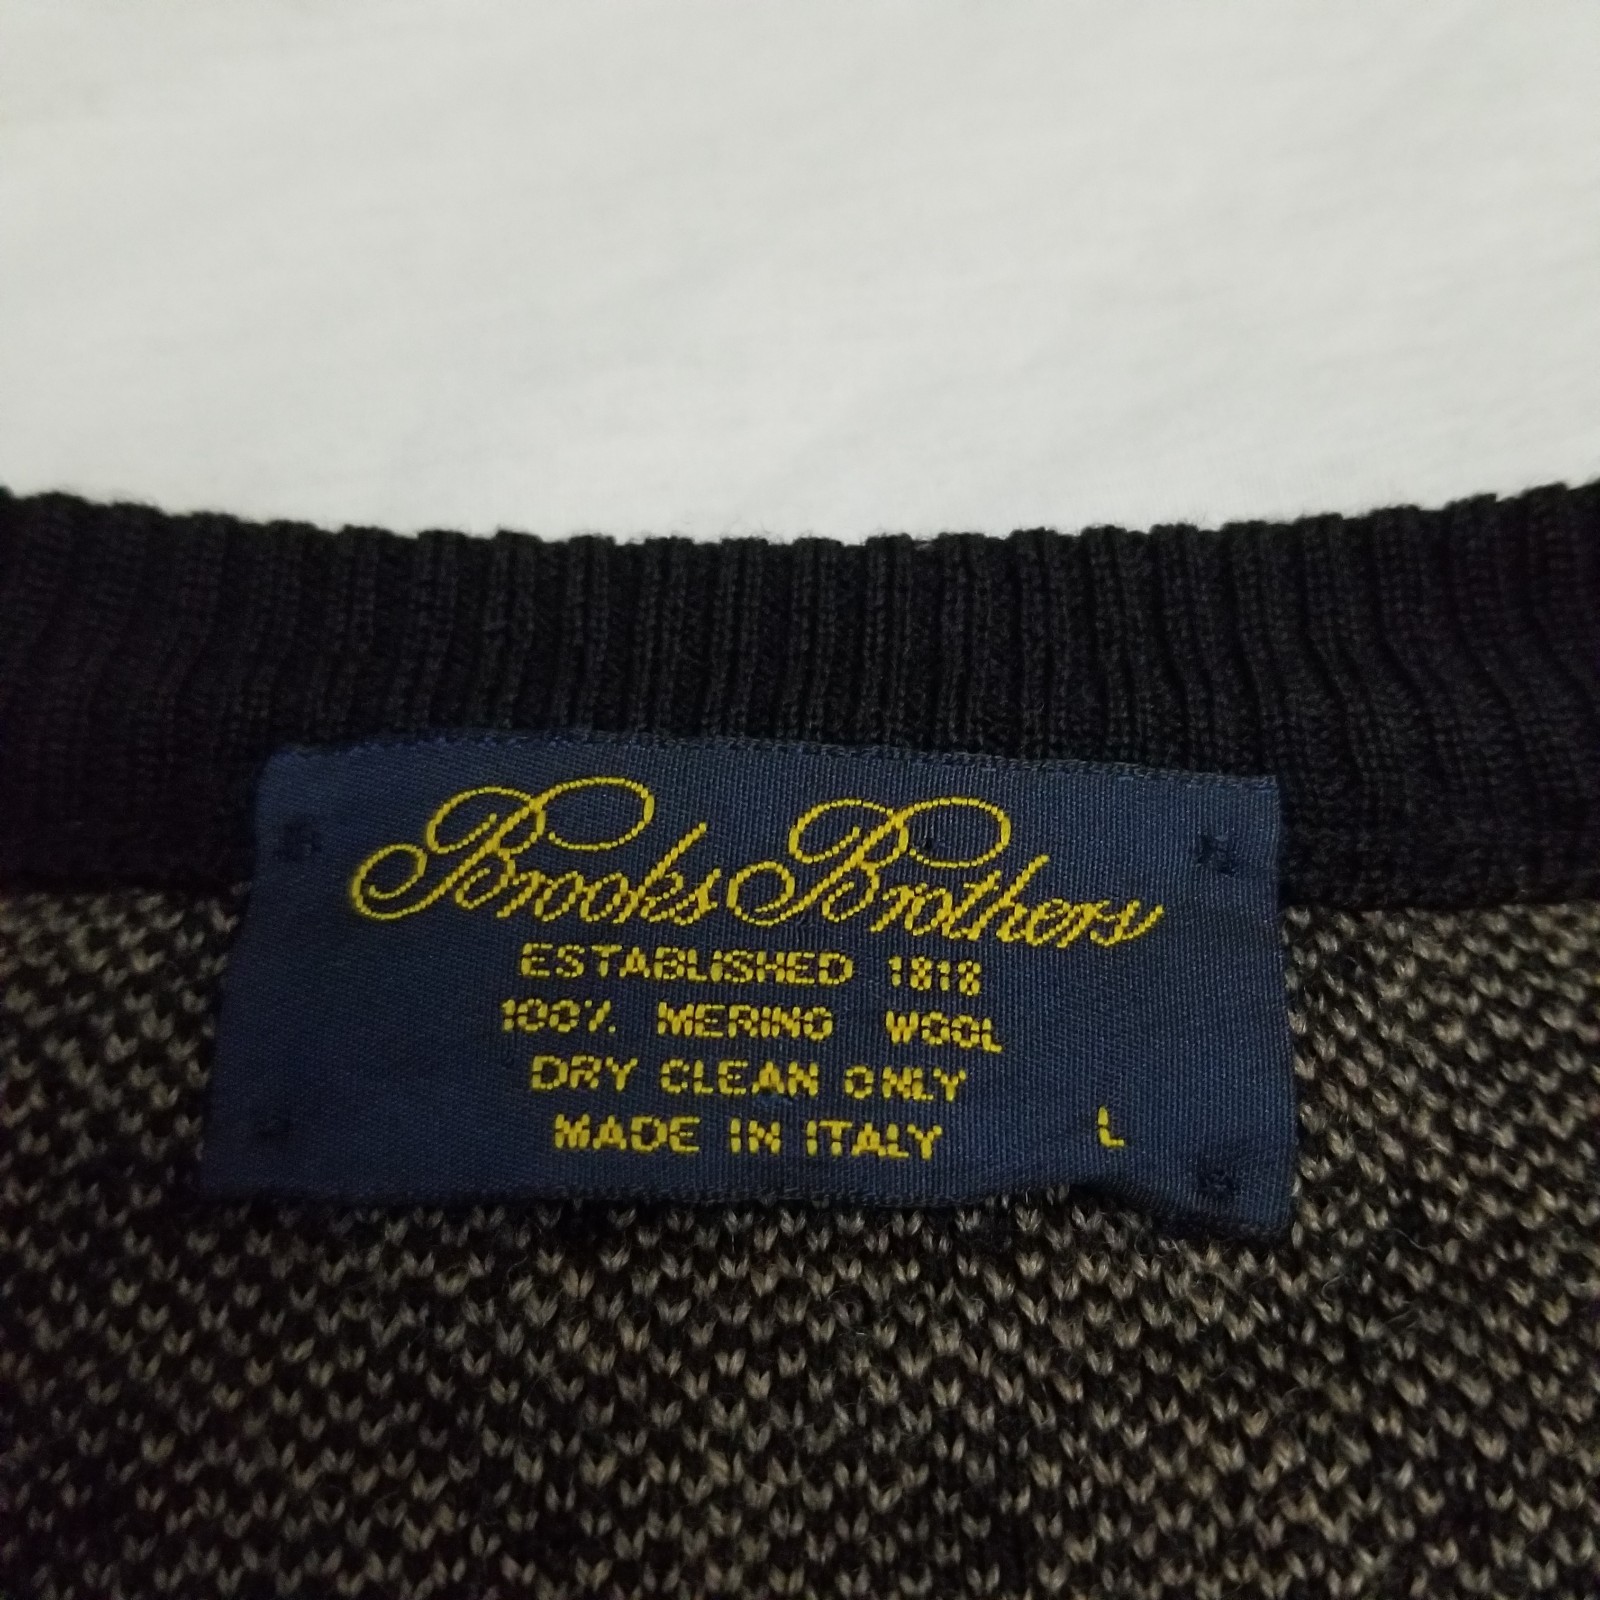 Brooks Brothers
ESTABLISHED 1818
100% MERINO WOOL
DRY CLEAN ONLY
MADE IN ITALY L